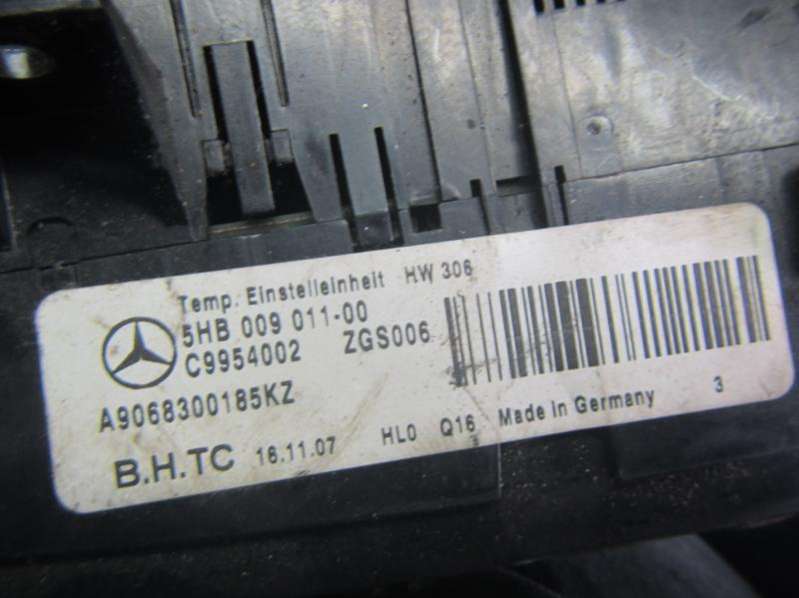 Temp. Einstelleinheit HW 306
5HB 009 011-00
C9954002 ZGS006
A9068300185KZ
B.H.TC 16.11.07 HL0 Q16 Made in Germany 3